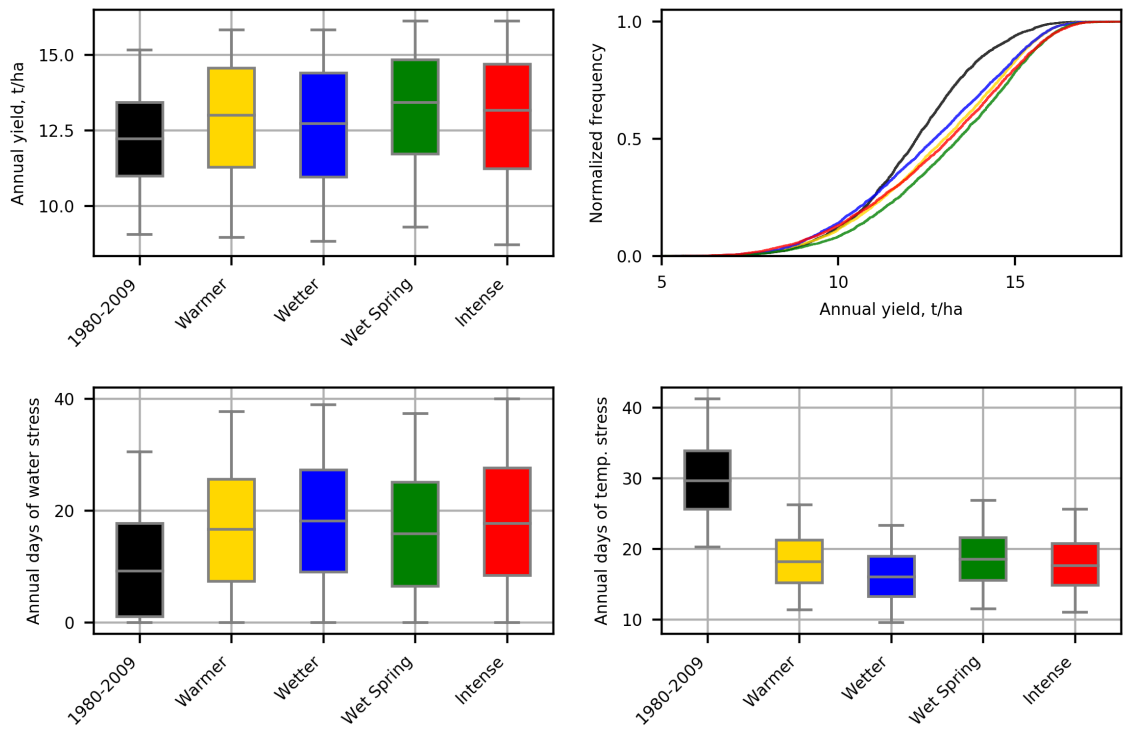 Annual yield, t/ha
15.0
12.5
10.0
1980-2009
Warmer
Wetter
Wet Spring
Intense
Normalized frequency
1.0
0.5
0.0
5
10
15
Annual yield, t/ha
Annual days of water stress
40
20
0
1980-2009
Warmer
Wetter
Wet Spring
Intense
Annual days of temp. stress
40
30
20
10
1980-2009
Warmer
Wetter
Wet Spring
Intense